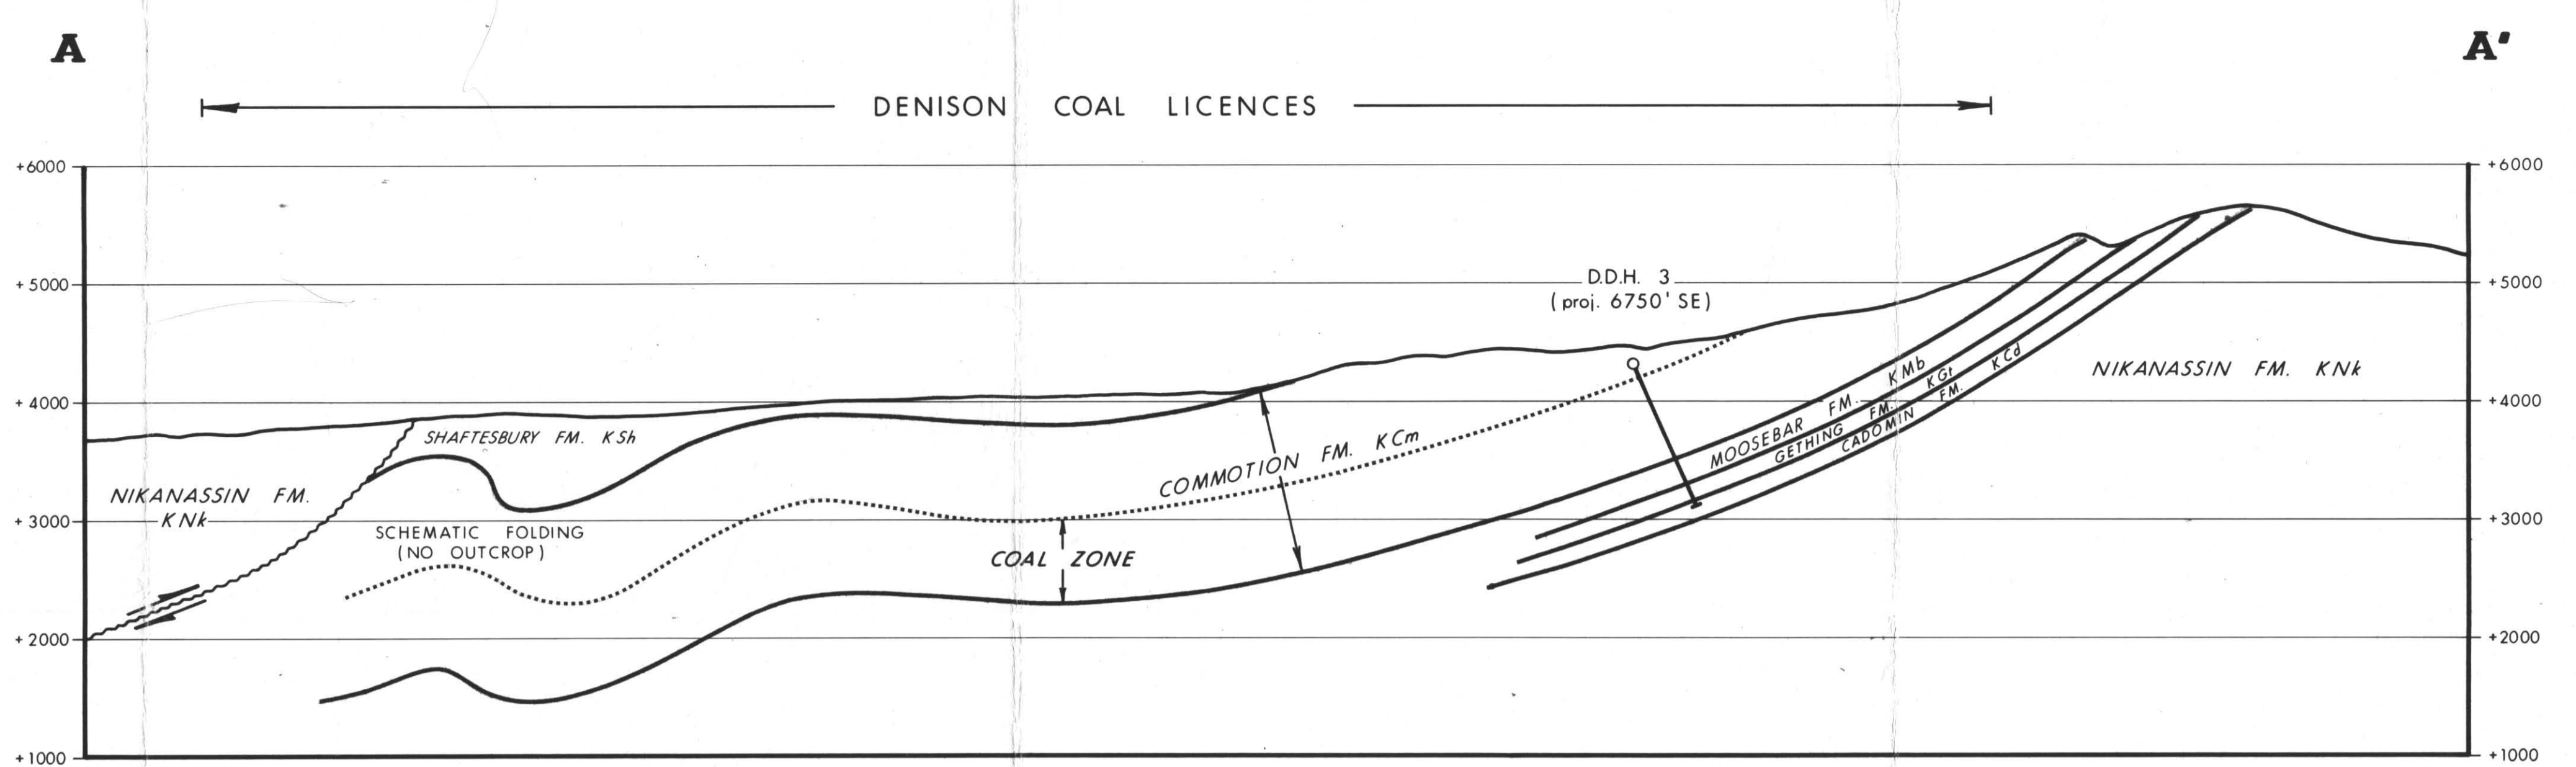 A
A'
DENISON COAL LICENCES
+6000
+6000
+5000
+5000
D.D.H. 3
(proj. 6750' SE)
+4000
+4000
SHAFTESBURY FM. KSh
COMMOTION FM. KCm
MOOSEBAR FM. KMb
GETHING FM. KGt
CADOMIN FM. KCd
NIKANASSIN FM. KNk
NIKANASSIN FM.
KNk
+3000
+3000
SCHEMATIC FOLDING
(NO OUTCROP)
COAL ZONE
+2000
+2000
+1000
+1000